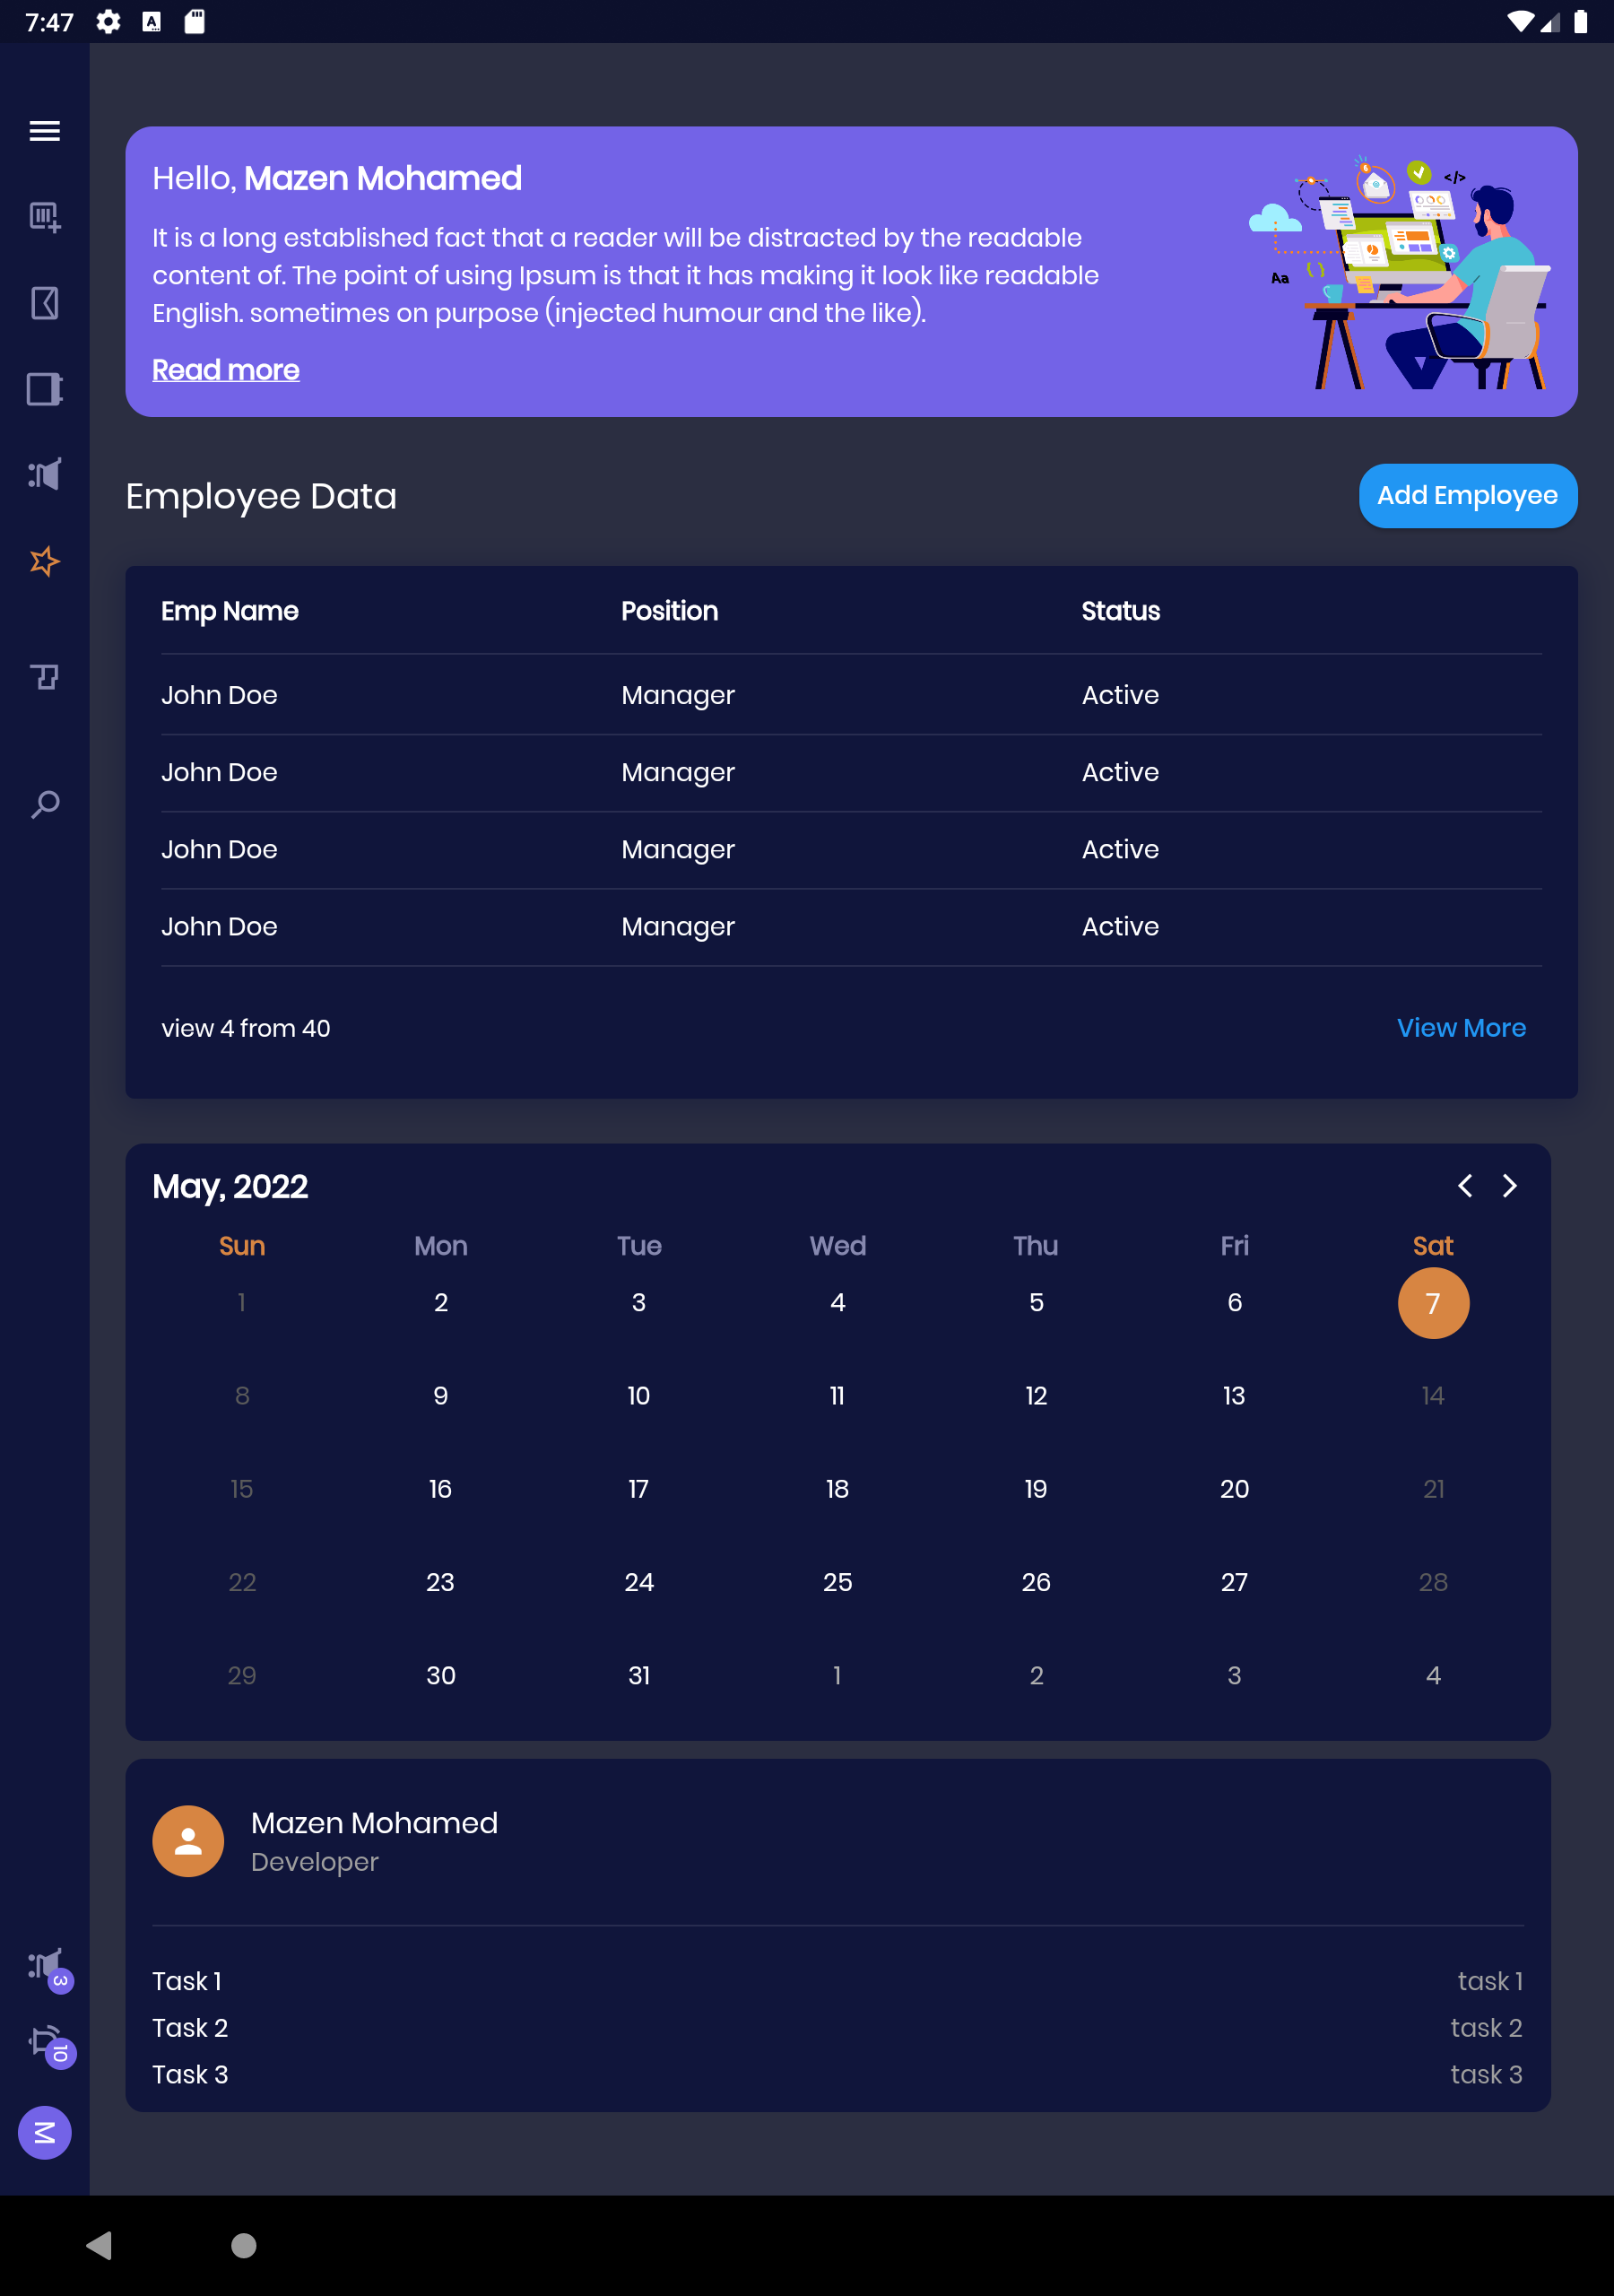 7:47
Hello, Mazen Mohamed
It is a long established fact that a reader will be distracted by the readable
content of. The point of using Ipsum is that it has making it look like readable
English. sometimes on purpose (injected humour and the like).
Read more
</>
Aa
{ }
Employee Data
Add Employee
Emp Name Position Status
John Doe Manager Active
John Doe Manager Active
John Doe Manager Active
John Doe Manager Active
view 4 from 40
View More
May, 2022
Sun Mon Tue Wed Thu Fri Sat
1 2 3 4 5 6 7
8 9 10 11 12 13 14
15 16 17 18 19 20 21
22 23 24 25 26 27 28
29 30 31 1 2 3 4
Mazen Mohamed
Developer
Task 1 task 1
Task 2 task 2
Task 3 task 3
3
10
M